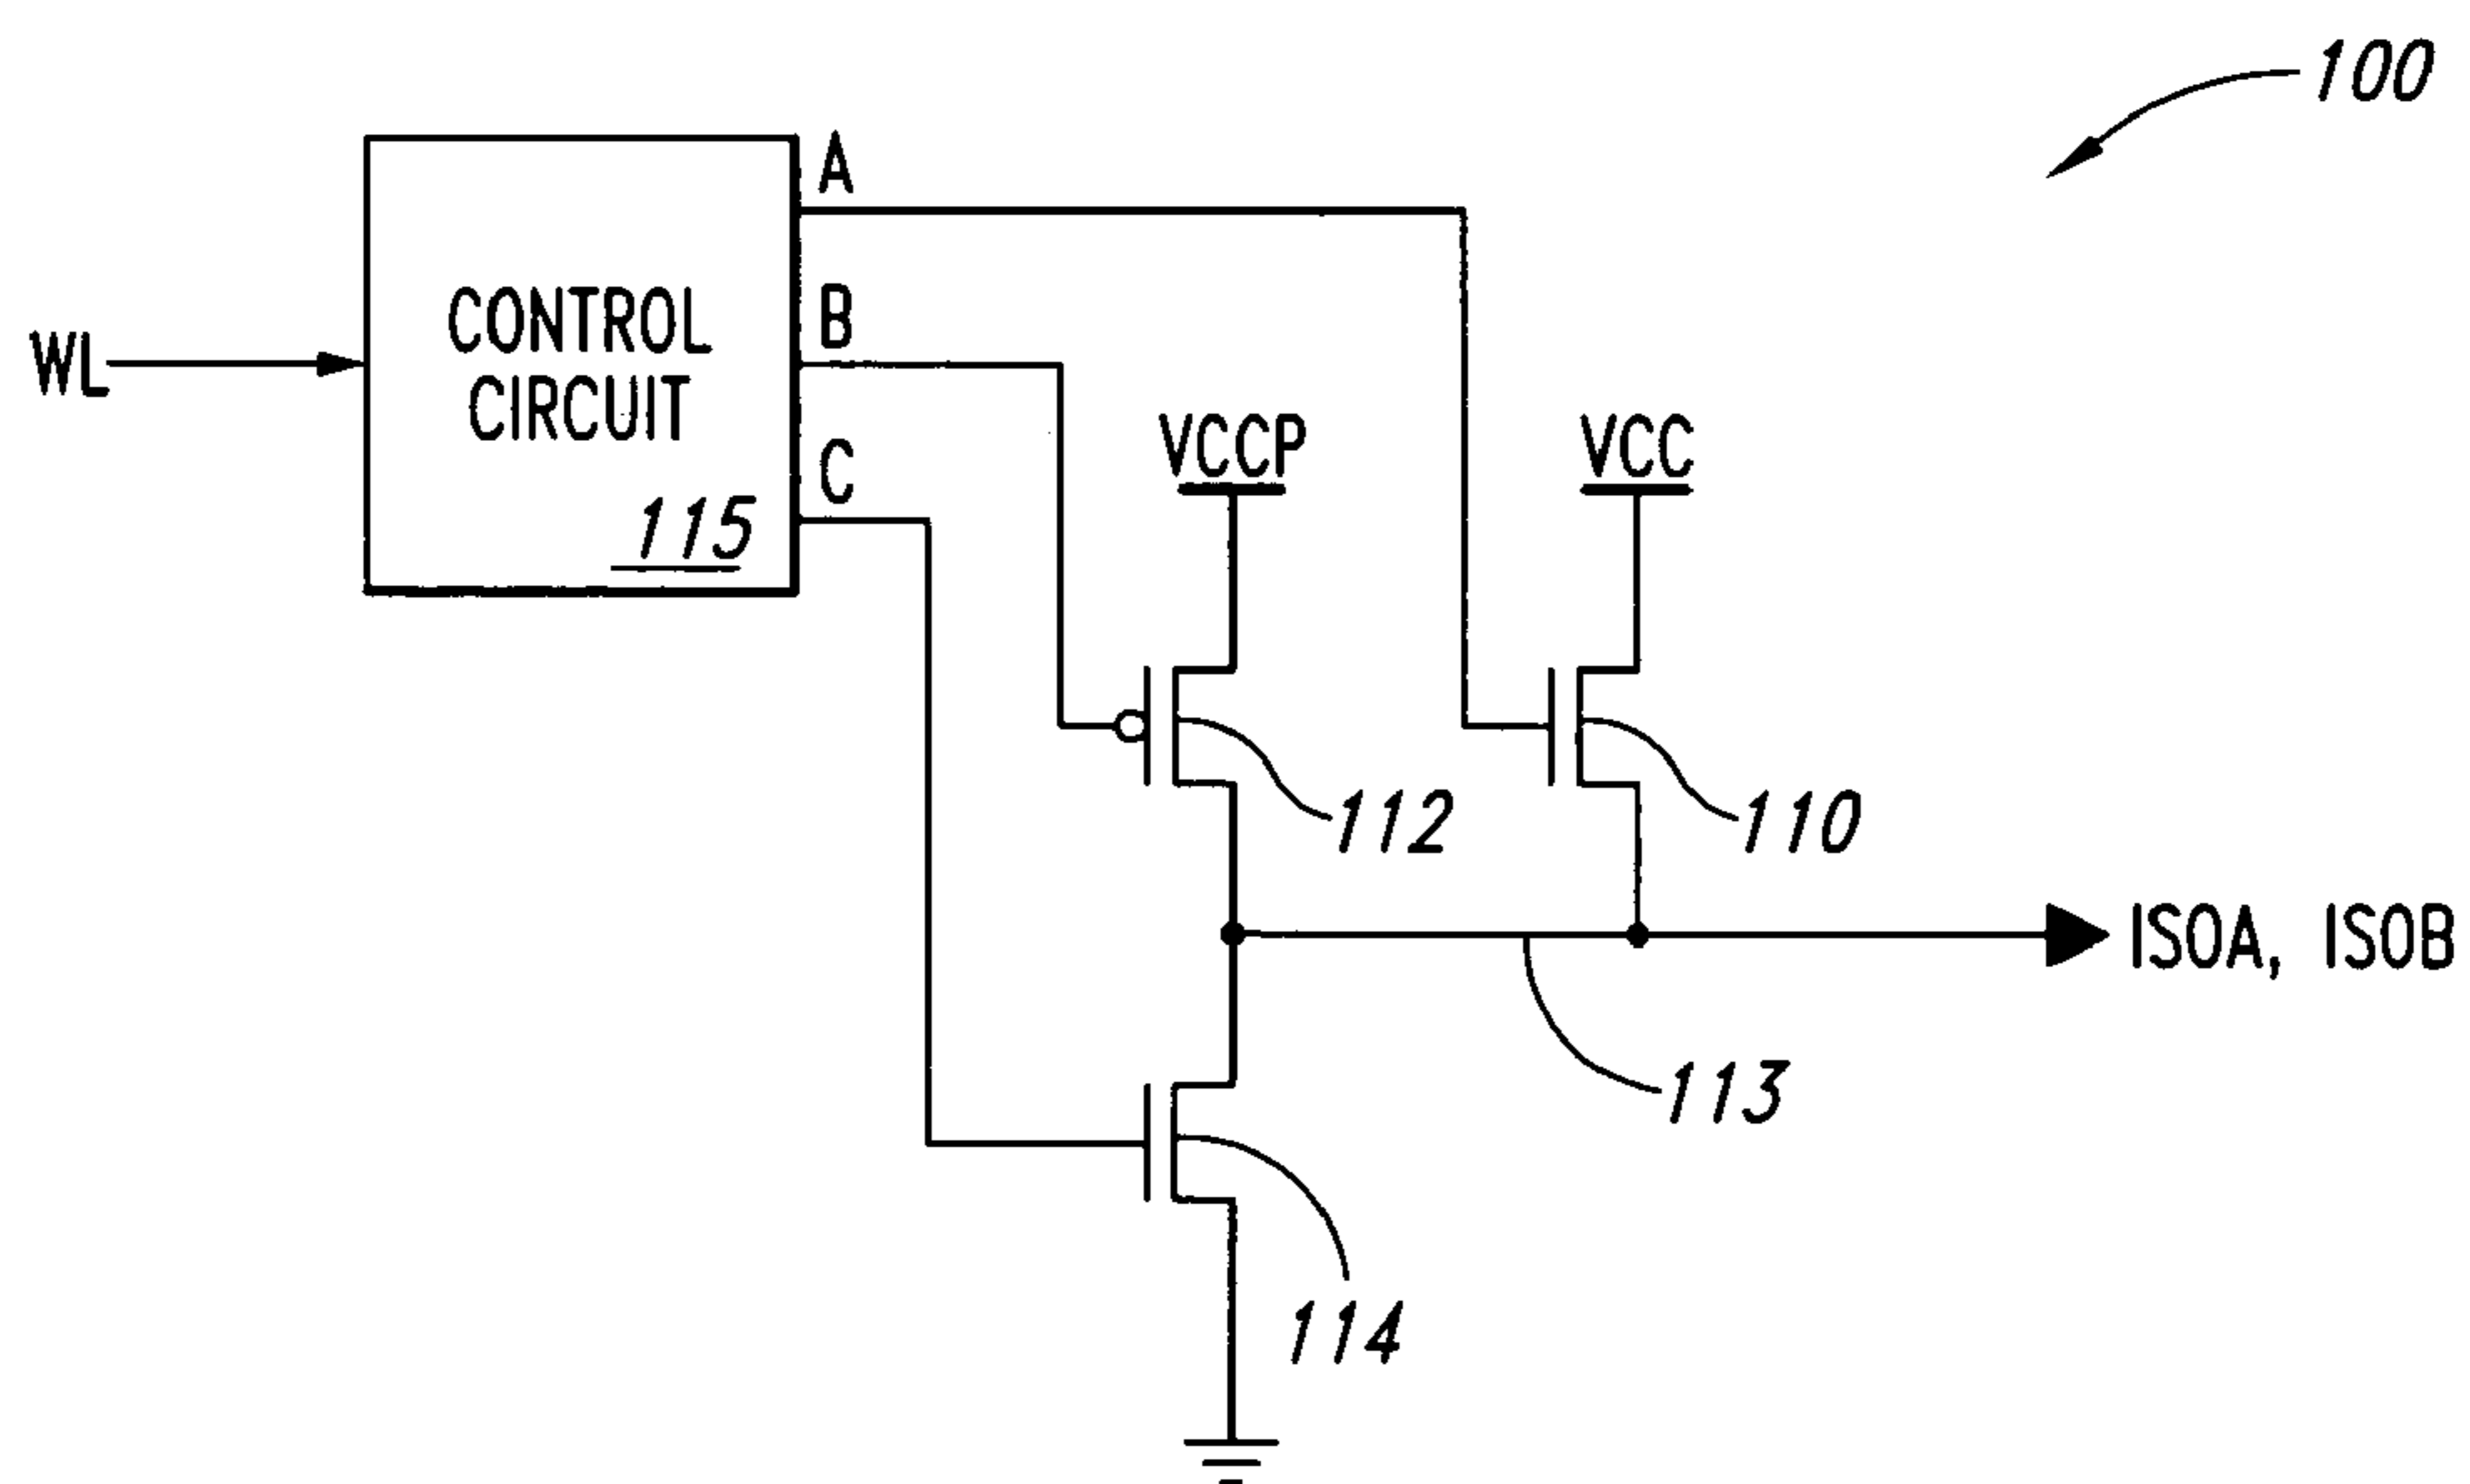 100
A
B
CONTROL
CIRCUIT
WL
C
115
VCCP
VCC
112
110
ISOA, ISOB
113
114